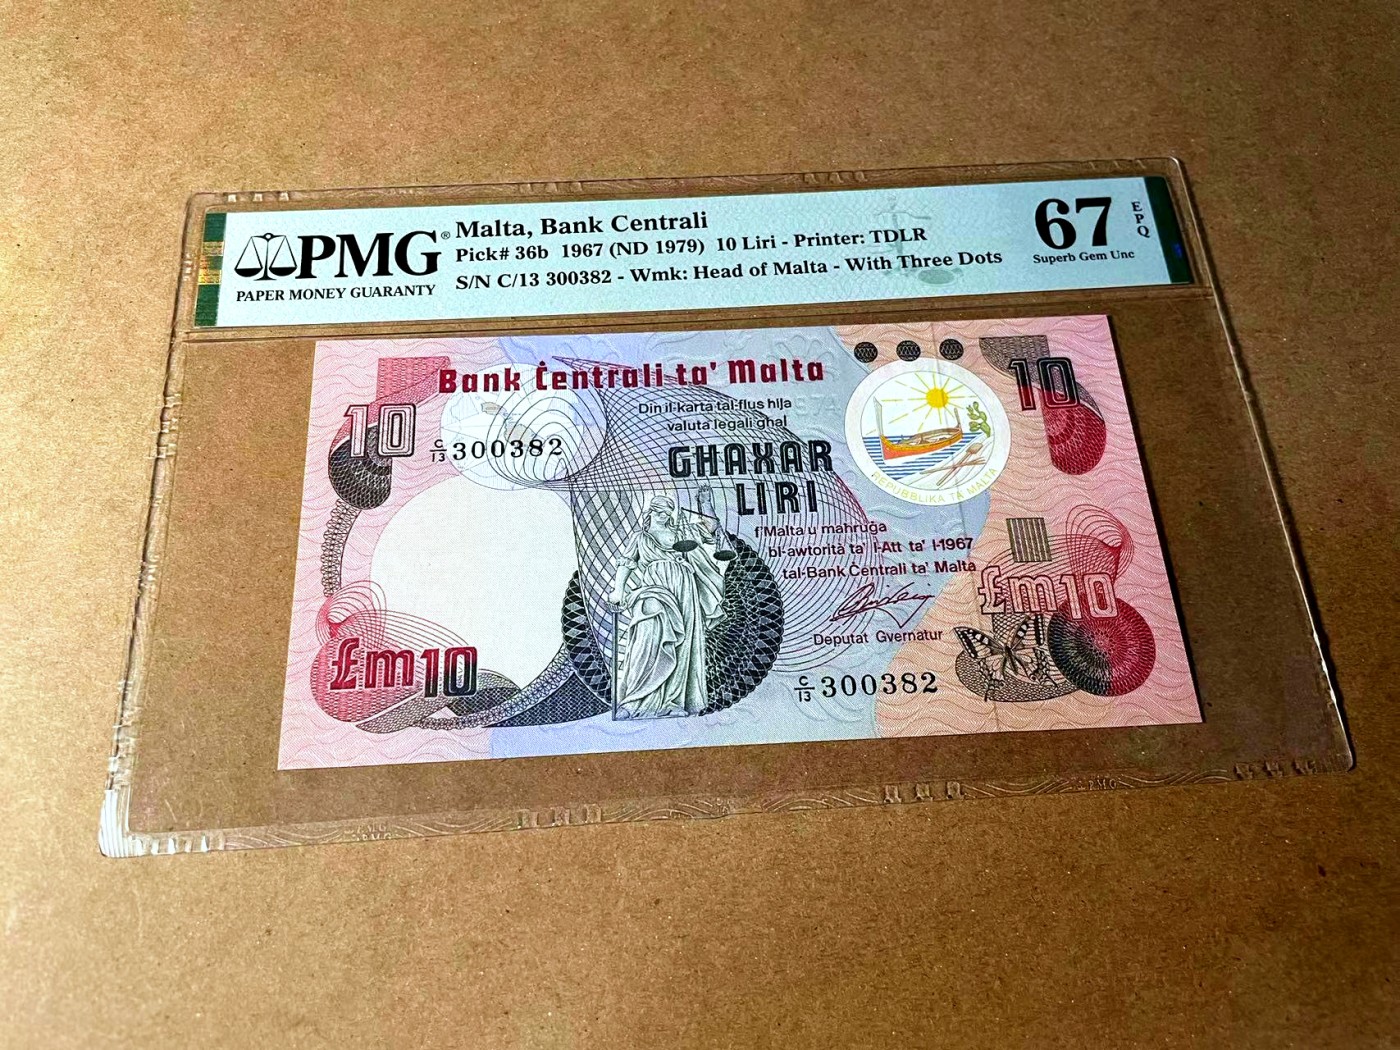 PMG®
PAPER MONEY GUARANTY
Malta, Bank Centrali
Pick# 36b 1967 (ND 1979) 10 Liri - Printer: TDLR
S/N C/13 300382 - Wmk: Head of Malta - With Three Dots
67
EPQ
Superb Gem Unc
Bank Ċentrali ta' Malta
10
10
Din il-karta tal-flus hija
valuta legali għal
C/13 300382
GĦAXAR
LIRI
REPUBBLIKA TA MALTA
f'Malta u maħruġa
bl-awtorità ta' l-Att ta' l-1967
tal-Bank Ċentrali ta' Malta
£m10
Deputat Gvernatur
£m10
C/13 300382
PMG